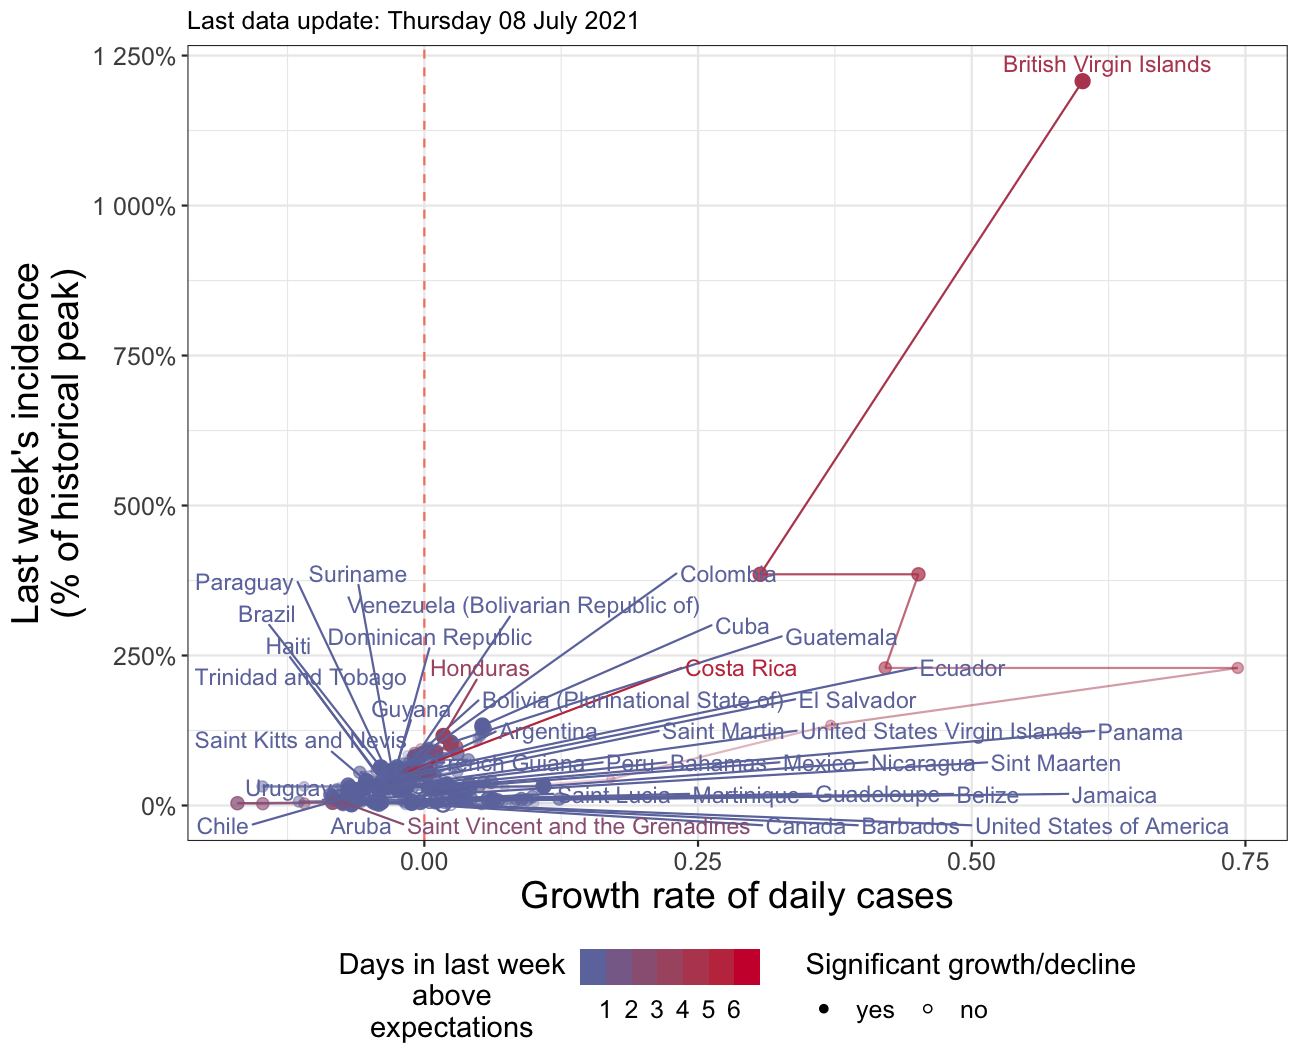 Last data update: Thursday 08 July 2021
1 250%
British Virgin Islands
1 000%
750%
500%
250%
0%
Last week's incidence
(% of historical peak)
Paraguay
Suriname
Colombia
Brazil
Venezuela (Bolivarian Republic of)
Cuba
Haiti
Dominican Republic
Guatemala
Trinidad and Tobago
Honduras
Costa Rica
Ecuador
Guyana
Bolivia (Plurinational State of)
El Salvador
Saint Kitts and Nevis
Argentina
Saint Martin
United States Virgin Islands
Panama
French Guiana
Peru
Bahamas
Mexico
Nicaragua
Sint Maarten
Uruguay
Saint Lucia
Martinique
Guadeloupe
Belize
Jamaica
Chile
Aruba
Saint Vincent and the Grenadines
Canada
Barbados
United States of America
0.00
0.25
0.50
0.75
Growth rate of daily cases
Days in last week
above
expectations
1 2 3 4 5 6
Significant growth/decline
yes
no